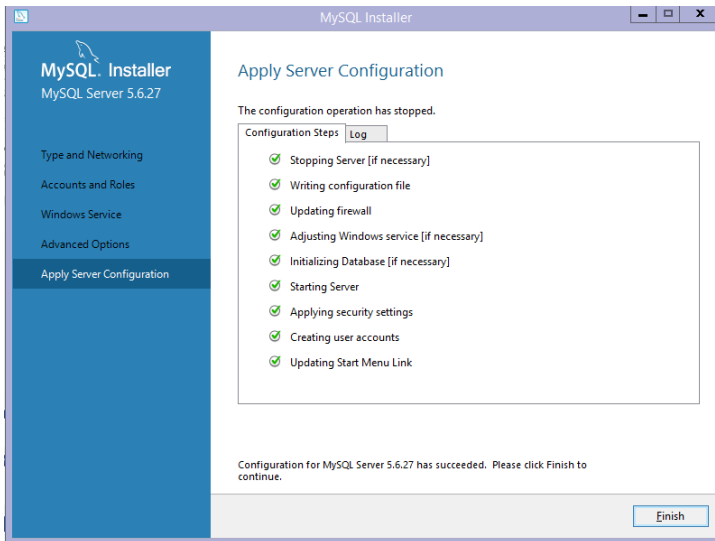 MySQL Installer
MySQL. Installer
MySQL Server 5.6.27
Type and Networking
Accounts and Roles
Windows Service
Advanced Options
Apply Server Configuration
Apply Server Configuration
The configuration operation has stopped.
Configuration Steps Log
Stopping Server [if necessary]
Writing configuration file
Updating firewall
Adjusting Windows service [if necessary]
Initializing Database [if necessary]
Starting Server
Applying security settings
Creating user accounts
Updating Start Menu Link
Configuration for MySQL Server 5.6.27 has succeeded. Please click Finish to
continue.
Finish